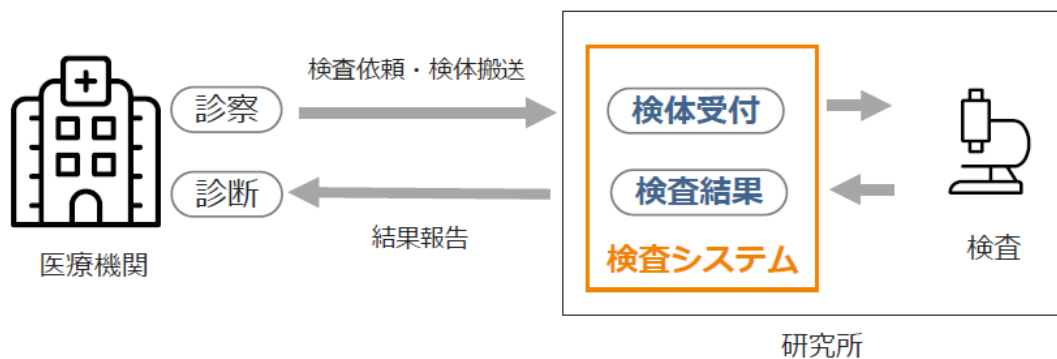 検査依頼・検体搬送
診察
検体受付
診断
検査結果
結果報告
検査システム
医療機関
検査
研究所